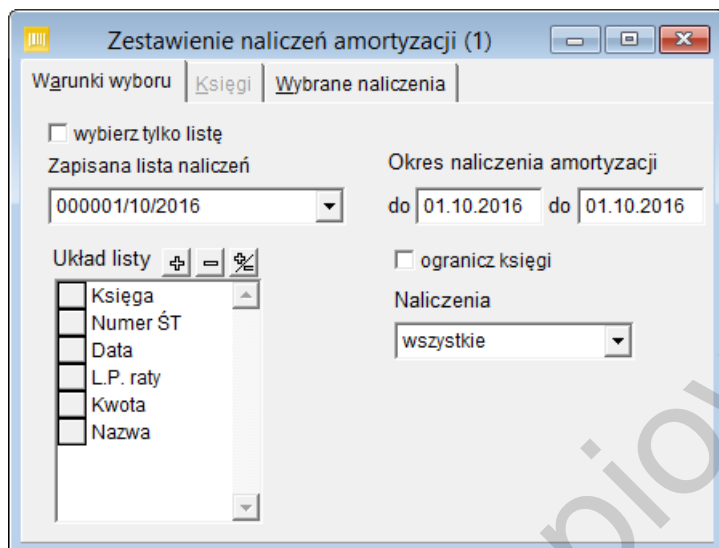 Zestawienie naliczeń amortyzacji (1)
Warunki wyboru Księgi Wybrane naliczenia
wybierz tylko listę
Zapisana lista naliczeń Okres naliczenia amortyzacji
000001/10/2016 do 01.10.2016 do 01.10.2016
Układ listy ogranicz księgi
Księga
Numer ŚT
Data
L.P. raty
Kwota
Nazwa
Naliczenia
wszystkie